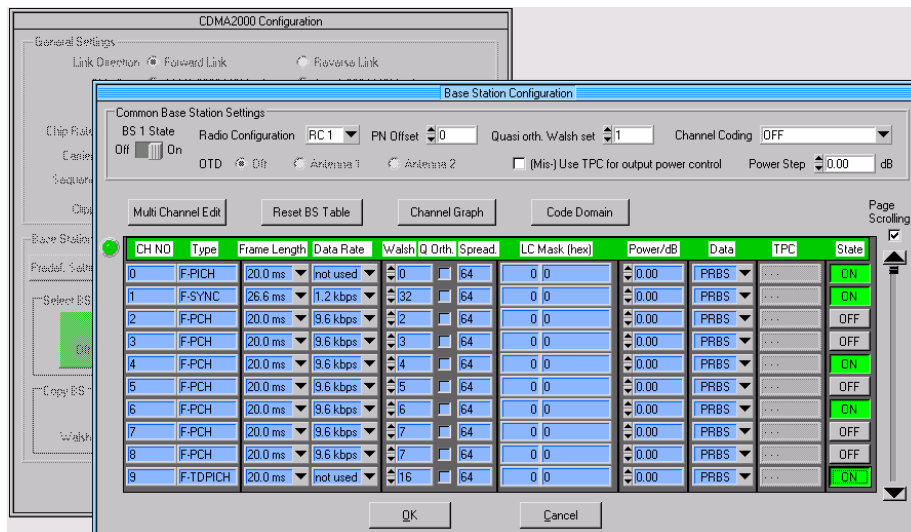 CDMA2000 Configuration
General Settings
Link Direction Forward Link Reverse Link
Base Station Configuration
Common Base Station Settings
Chip Rate BS 1 State Radio Configuration RC 1 PN Offset 0 Quasi orth. Walsh set 1 Channel Coding OFF
Off On
OTD Off Antenna 1 Antenna 2 (Mis-) Use TPC for output power control Power Step 0.00 dB
Multi Channel Edit Reset BS Table Channel Graph Code Domain Page Scrolling
CH NO Type Frame Length Data Rate Walsh Q Orth. Spread. LC Mask (hex) Power/dB Data TPC State
0 F-PICH 20.0 ms not used 0 64 0 0 0.00 PRBS ... ON
1 F-SYNC 26.6 ms 1.2 kbps 32 64 0 0 0.00 PRBS ... ON
2 F-PCH 20.0 ms 9.6 kbps 2 64 0 0 0.00 PRBS ... OFF
3 F-PCH 20.0 ms 9.6 kbps 3 64 0 0 0.00 PRBS ... OFF
4 F-PCH 20.0 ms 9.6 kbps 4 64 0 0 0.00 PRBS ... ON
5 F-PCH 20.0 ms 9.6 kbps 5 64 0 0 0.00 PRBS ... OFF
6 F-PCH 20.0 ms 9.6 kbps 6 64 0 0 0.00 PRBS ... ON
7 F-PCH 20.0 ms 9.6 kbps 7 64 0 0 0.00 PRBS ... OFF
8 F-PCH 20.0 ms 9.6 kbps 7 64 0 0 0.00 PRBS ... OFF
9 F-TDPICH 20.0 ms not used 16 64 0 0 0.00 PRBS ... ON
OK Cancel